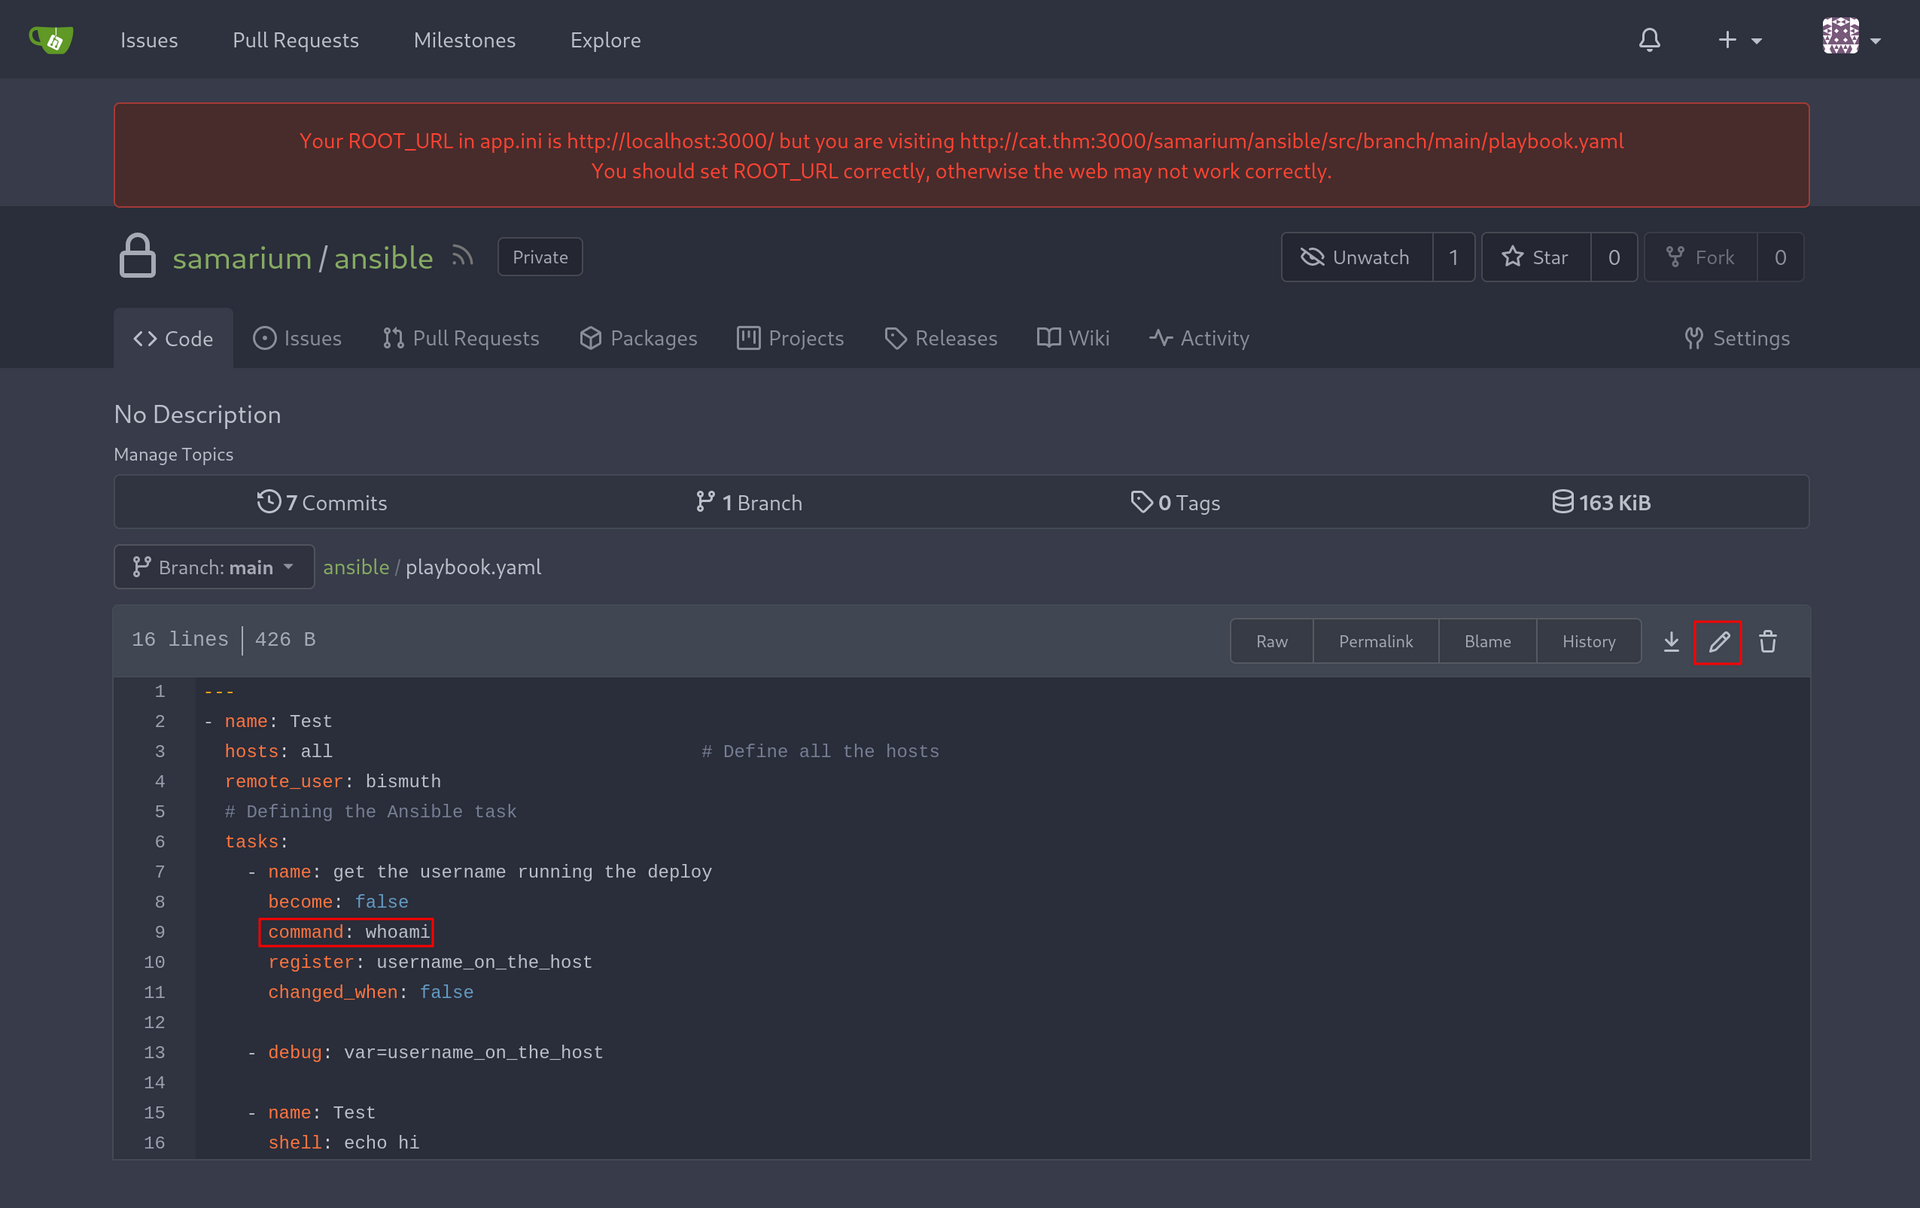 Issues Pull Requests Milestones Explore
Your ROOT_URL in app.ini is http://localhost:3000/ but you are visiting http://cat.thm:3000/samarium/ansible/src/branch/main/playbook.yaml
You should set ROOT_URL correctly, otherwise the web may not work correctly.
samarium / ansible Private Unwatch 1 Star 0 Fork 0
Code Issues Pull Requests Packages Projects Releases Wiki Activity Settings
No Description
Manage Topics
7 Commits 1 Branch 0 Tags 163 KiB
Branch: main ansible / playbook.yaml
16 lines 426 B Raw Permalink Blame History
1 ---
2 - name: Test
3   hosts: all                                  # Define all the hosts
4   remote_user: bismuth
5   # Defining the Ansible task
6   tasks:
7     - name: get the username running the deploy
8       become: false
9       command: whoami
10       register: username_on_the_host
11       changed_when: false
12
13     - debug: var=username_on_the_host
14
15     - name: Test
16       shell: echo hi